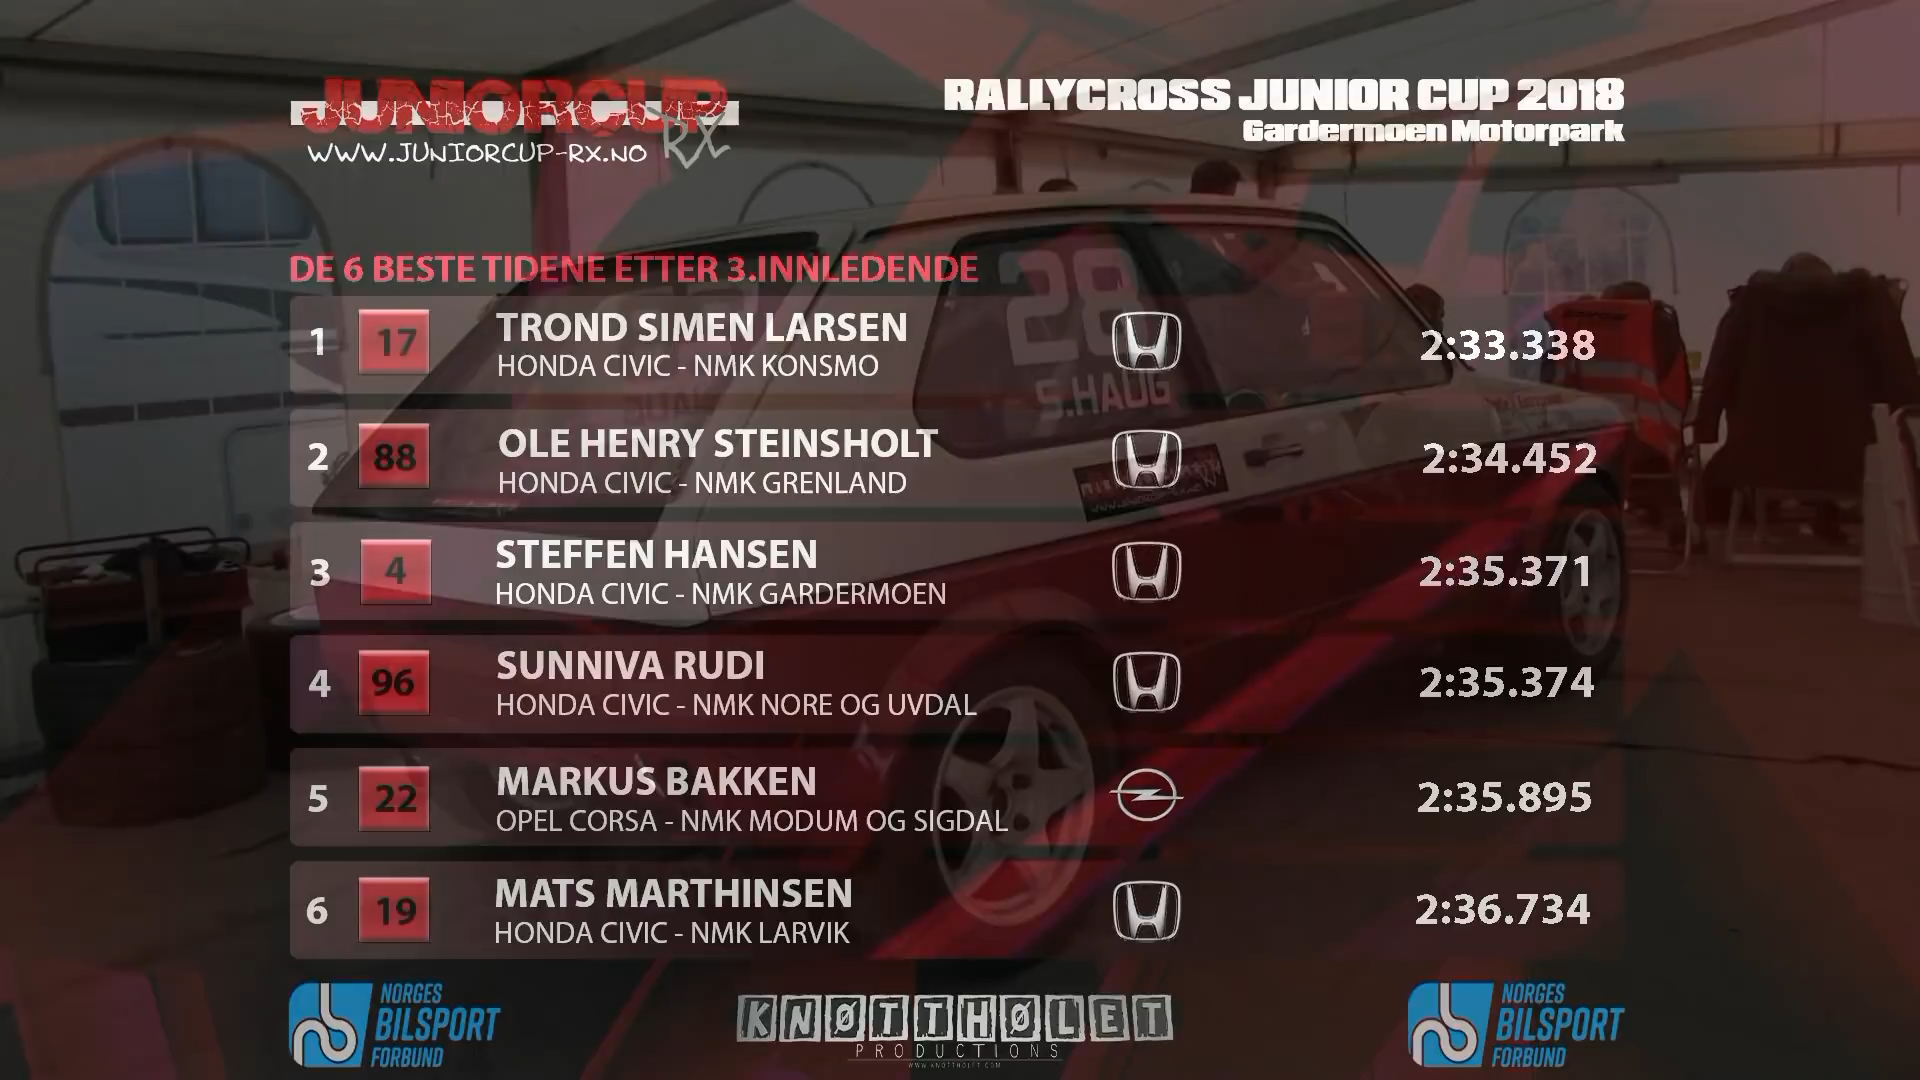 JUNIORCUP
RX
WWW.JUNIORCUP-RX.NO
RALLYCROSS JUNIOR CUP 2018
Gardermoen Motorpark
DE 6 BESTE TIDENE ETTER 3.INNLEDENDE
1 17 TROND SIMEN LARSEN 2:33.338
HONDA CIVIC - NMK KONSMO
28
S.HAUG
2 88 OLE HENRY STEINSHOLT 2:34.452
HONDA CIVIC - NMK GRENLAND
3 4 STEFFEN HANSEN 2:35.371
HONDA CIVIC - NMK GARDERMOEN
4 96 SUNNIVA RUDI 2:35.374
HONDA CIVIC - NMK NORE OG UVDAL
5 22 MARKUS BAKKEN 2:35.895
OPEL CORSA - NMK MODUM OG SIGDAL
6 19 MATS MARTHINSEN 2:36.734
HONDA CIVIC - NMK LARVIK
NORGES
BILSPORT
FORBUND
KNØTTHØLET
PRODUCTIONS
WWW.KNOTTHOLET.COM
NORGES
BILSPORT
FORBUND